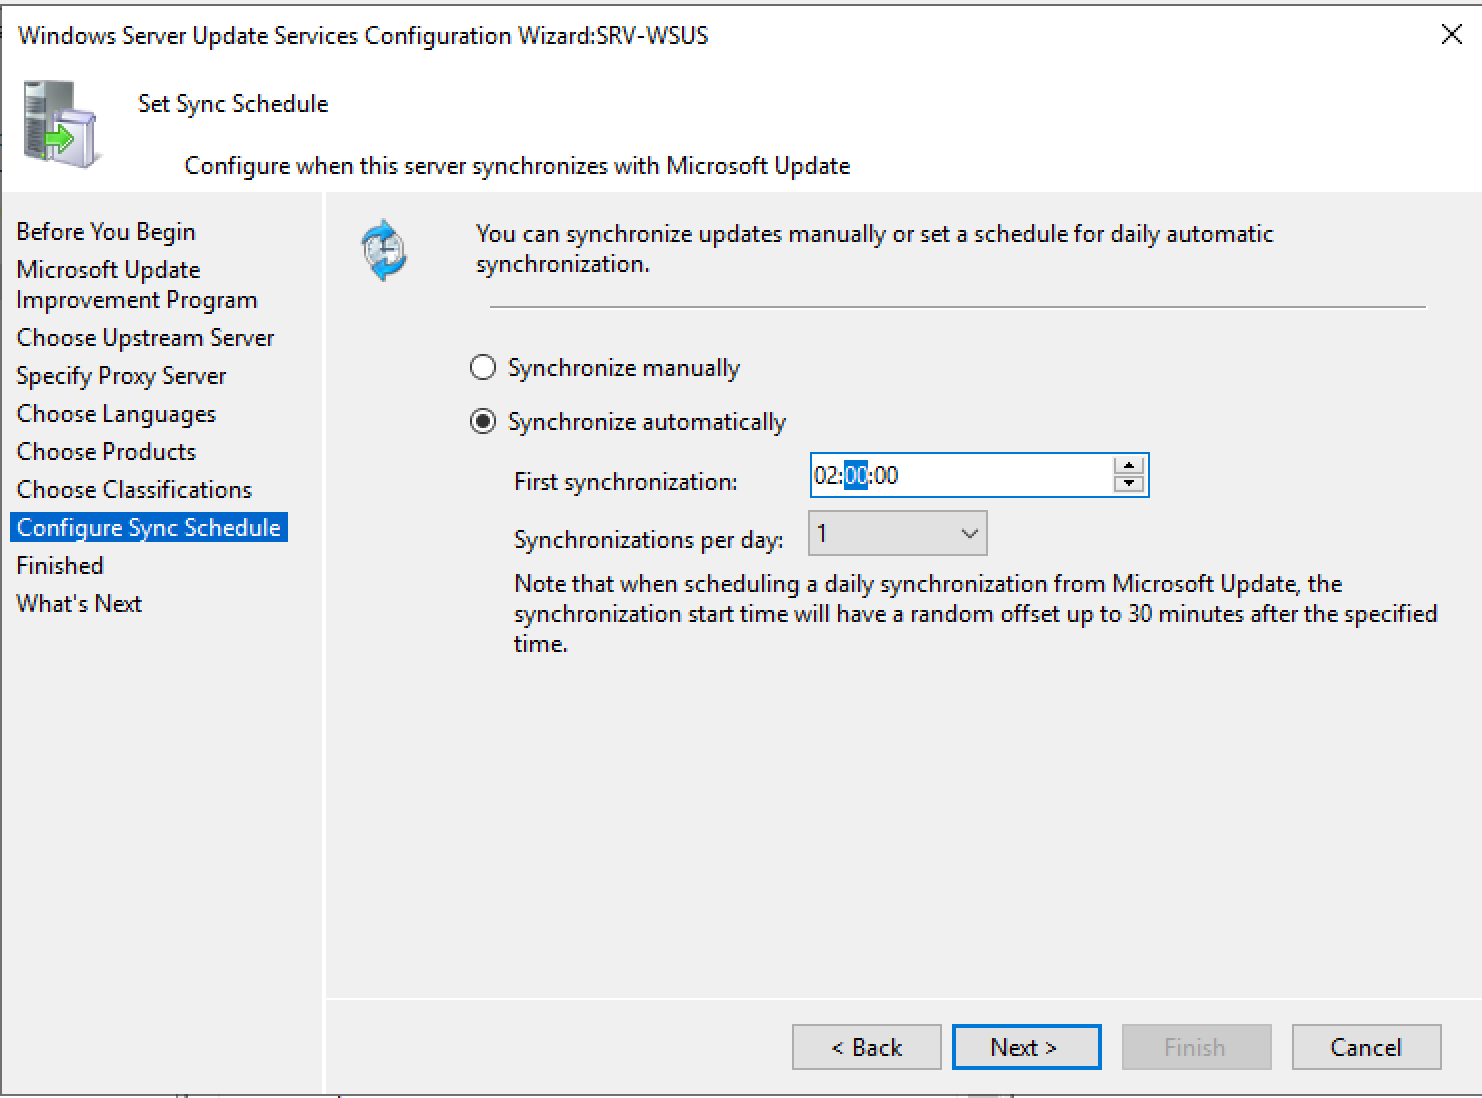 Windows Server Update Services Configuration Wizard:SRV-WSUS
Set Sync Schedule
Configure when this server synchronizes with Microsoft Update
Before You Begin
Microsoft Update
Improvement Program
Choose Upstream Server
Specify Proxy Server
Choose Languages
Choose Products
Choose Classifications
Configure Sync Schedule
Finished
What's Next
You can synchronize updates manually or set a schedule for daily automatic
synchronization.
Synchronize manually
Synchronize automatically
First synchronization: 02:00:00
Synchronizations per day: 1
Note that when scheduling a daily synchronization from Microsoft Update, the
synchronization start time will have a random offset up to 30 minutes after the specified
time.
< Back Next > Finish Cancel